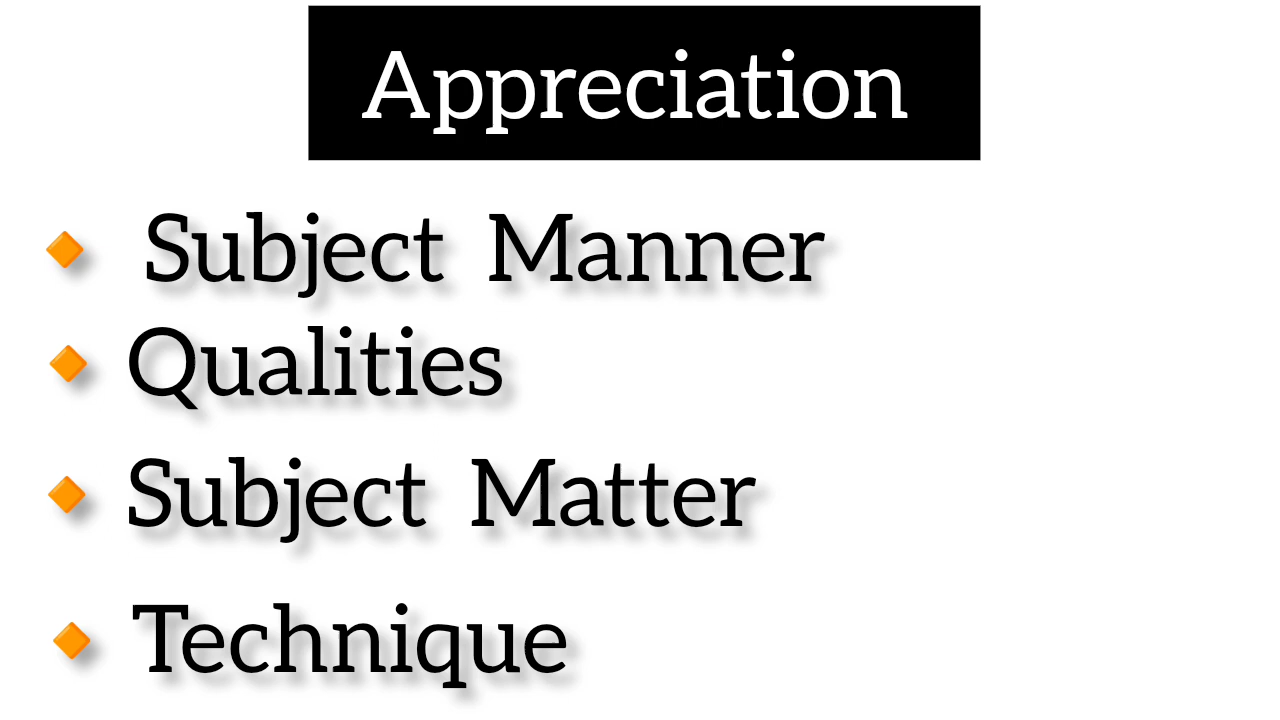 Appreciation
🔸 Subject Manner
🔸 Qualities
🔸 Subject Matter
🔸 Technique